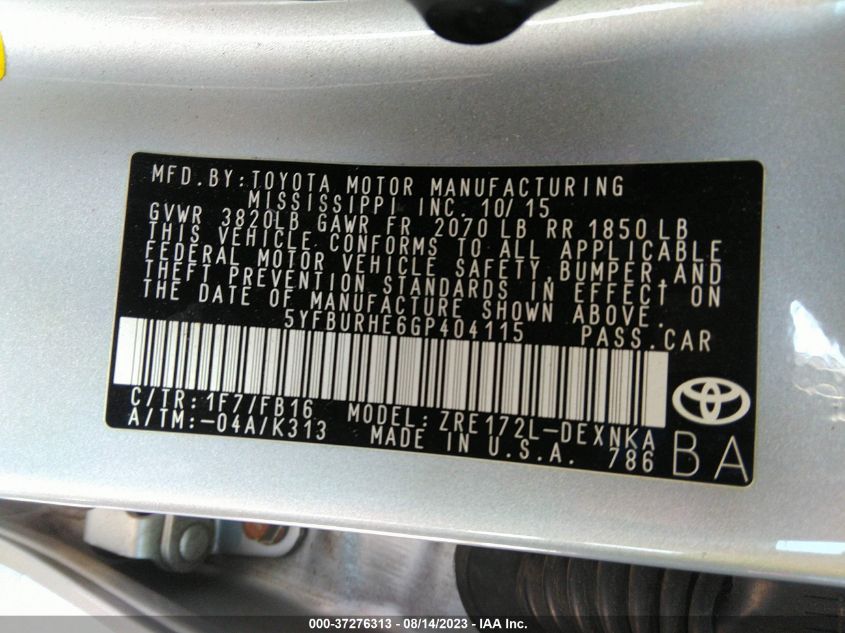 MFD.BY:TOYOTA MOTOR MANUFACTURING
MISSISSIPPI INC. 10/15
GVWR 3820LB GAWR FR 2070 LB RR 1850 LB
THIS VEHICLE CONFORMS TO ALL APPLICABLE
FEDERAL MOTOR VEHICLE SAFETY,BUMPER AND
THEFT PREVENTION STANDARDS IN EFFECT ON
THE DATE OF MANUFACTURE SHOWN ABOVE.
5YFBURHE6GP404115 PASS.CAR
C/TR:1F7/FB16 MODEL:ZRE172L-DEXNKA
A/TM:-04A/K313 MADE IN U.S.A. 786
BA
000-37276313 - 08/14/2023 - IAA Inc.